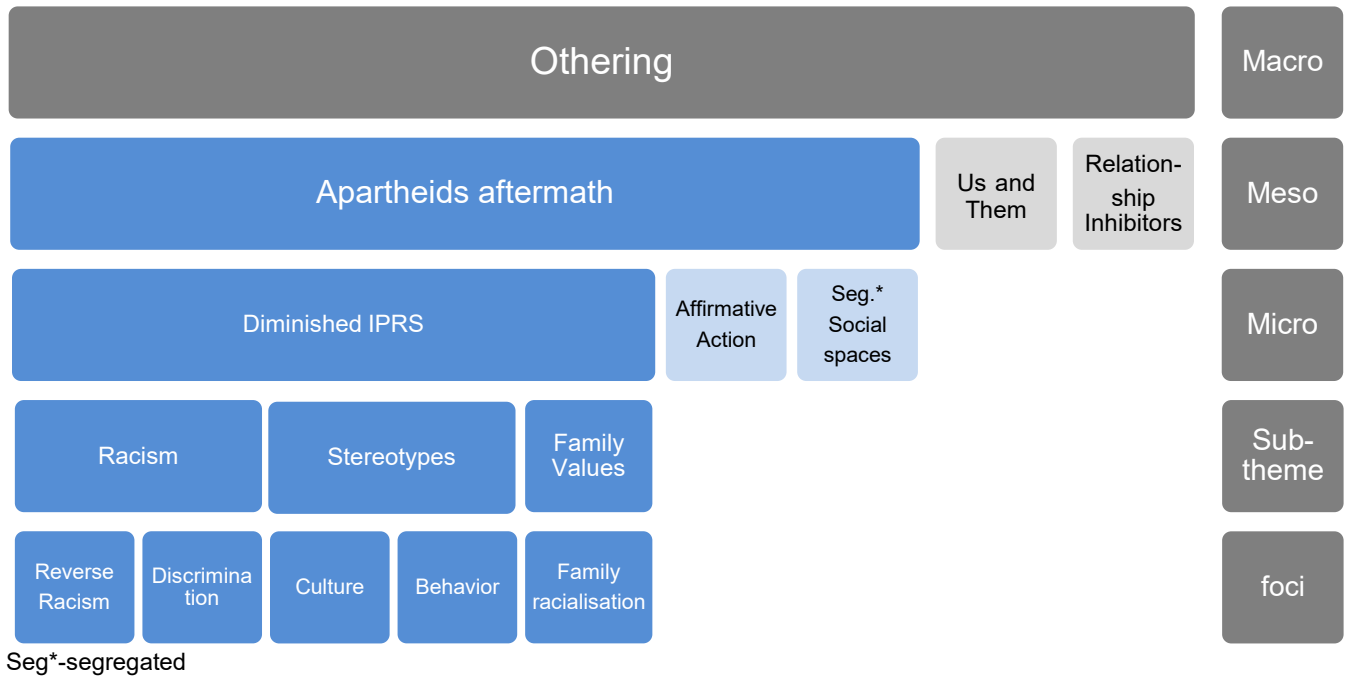 Othering
Macro
Apartheids aftermath
Us and
Them
Relation-
ship
Inhibitors
Meso
Diminished IPRS
Affirmative
Action
Seg.*
Social
spaces
Micro
Racism
Stereotypes
Family
Values
Sub-
theme
Reverse
Racism
Discrimina
tion
Culture
Behavior
Family
racialisation
foci
Seg*-segregated